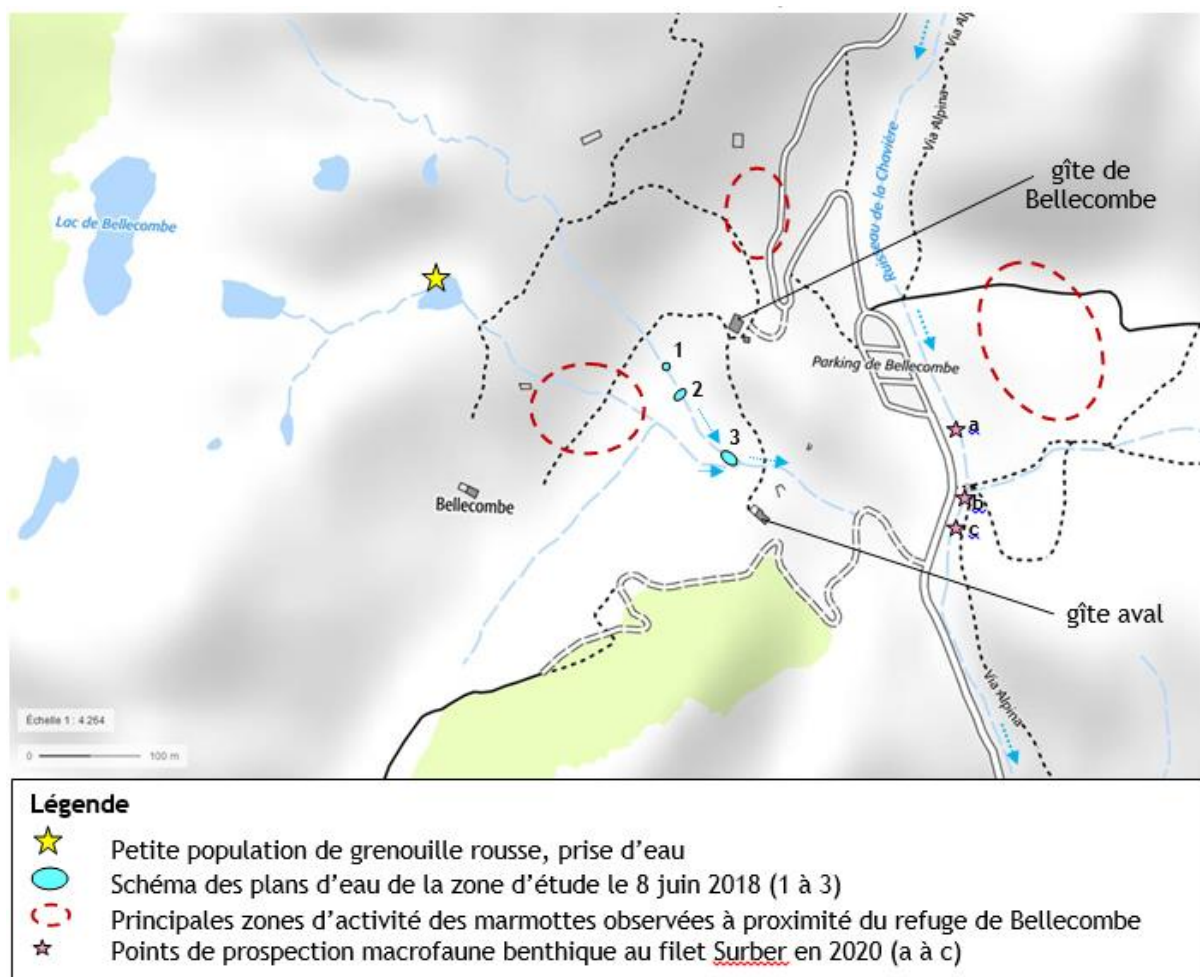 Via Alp
Via Alpina
Ruisseau de la Chavière
gîte de
Bellecombe
Lac de Bellecombe
1
Parking de Bellecombe
2
a
3
Bellecombe
b
c
gîte aval
Via Alpina
Échelle 1 : 4 264
0 100 m
Légende
Petite population de grenouille rousse, prise d’eau
Schéma des plans d’eau de la zone d’étude le 8 juin 2018 (1 à 3)
Principales zones d’activité des marmottes observées à proximité du refuge de Bellecombe
Points de prospection macrofaune benthique au filet Surber en 2020 (a à c)